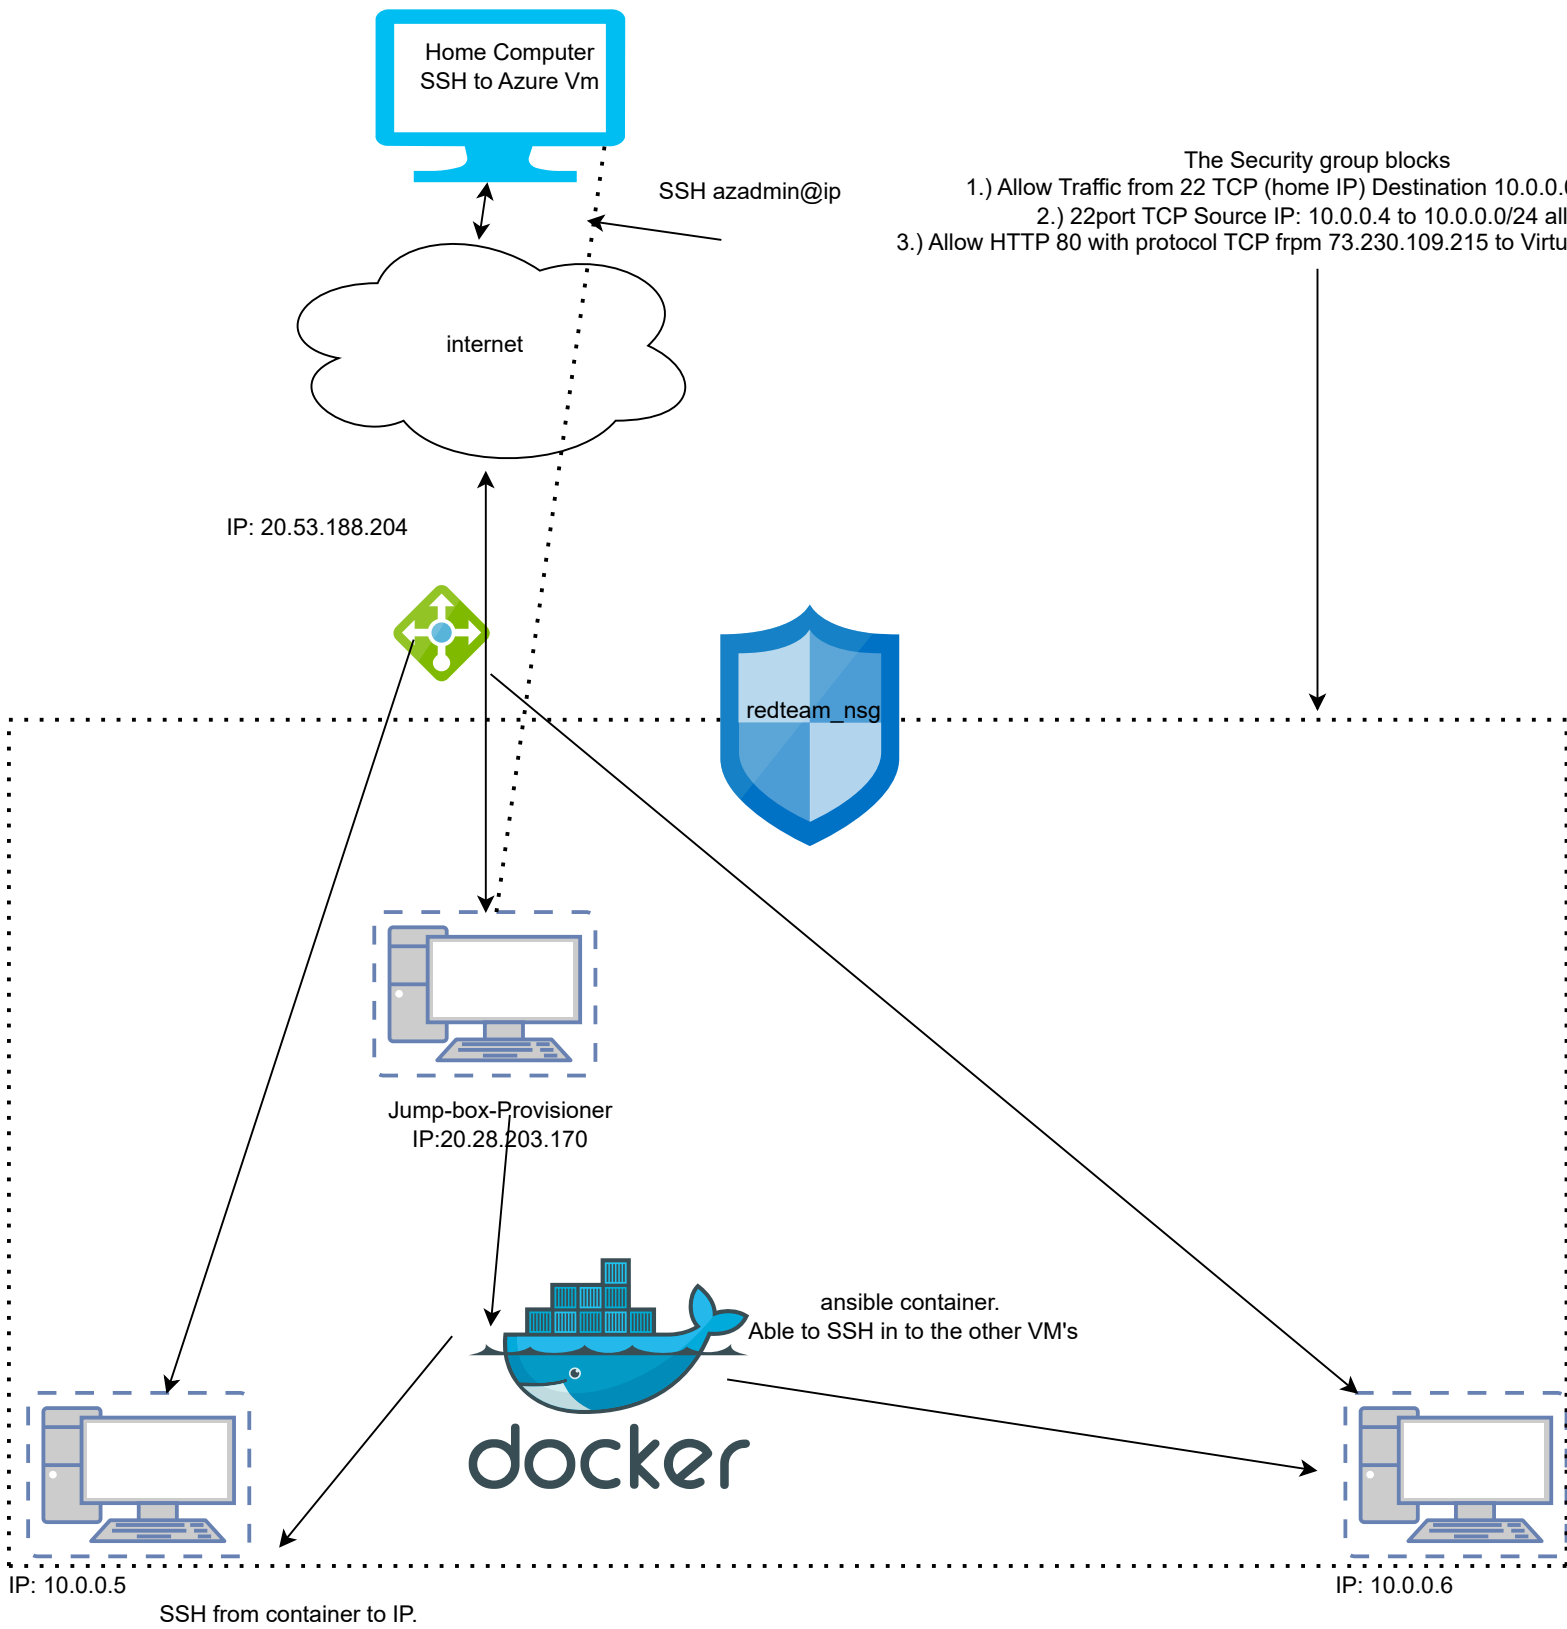 Home Computer
SSH to Azure Vm
SSH azadmin@ip
The Security group blocks
1.) Allow Traffic from 22 TCP (home IP) Destination 10.0.0.
2.) 22port TCP Source IP: 10.0.0.4 to 10.0.0.0/24 all
3.) Allow HTTP 80 with protocol TCP frpm 73.230.109.215 to Virtu
internet
IP: 20.53.188.204
redteam_nsg
Jump-box-Provisioner
IP:20.28.203.170
ansible container.
Able to SSH in to the other VM's
docker
IP: 10.0.0.5
IP: 10.0.0.6
SSH from container to IP.